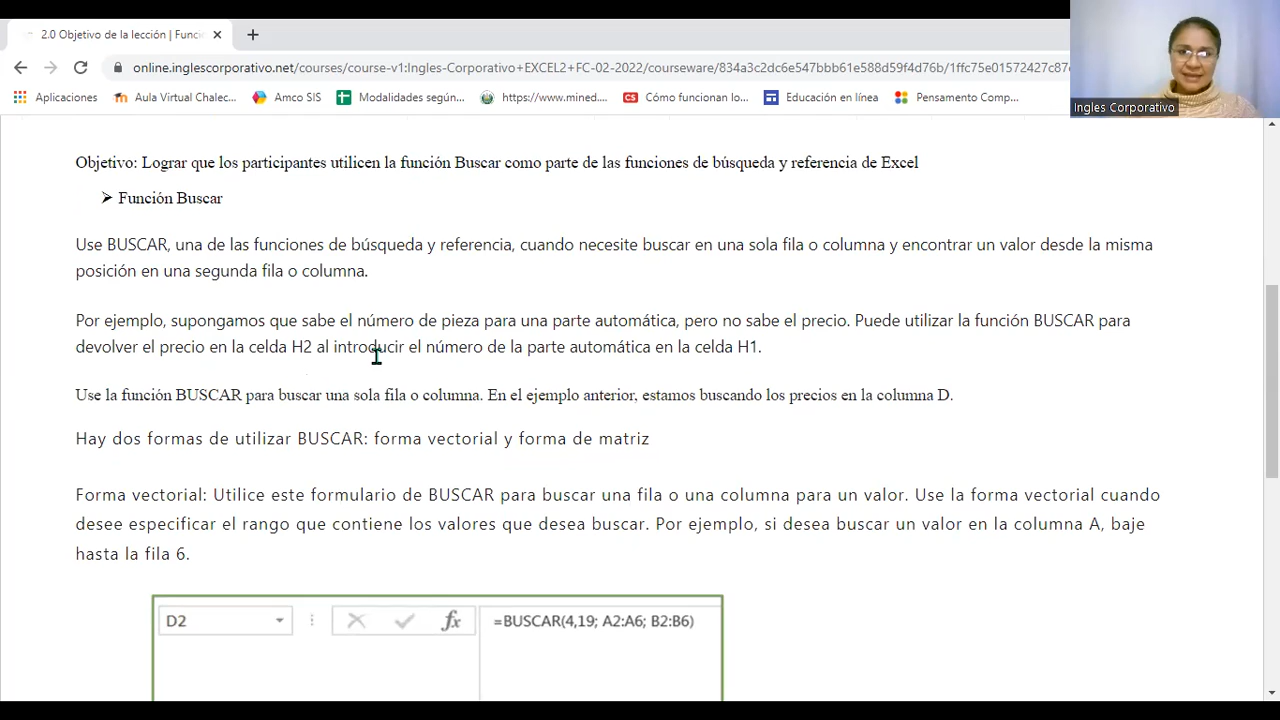 2.0 Objetivo de la lección | Funci
online.inglescorporativo.net/courses/course-v1:Ingles-Corporativo+EXCEL2+FC-02-2022/courseware/834a3c2dc6e547bbb61e588d59f4d76b/1ffc75e01572427c87
Aplicaciones Aula Virtual Chalec... Amco SIS Modalidades según... https://www.mined.... CS Cómo funcionan lo... Educación en línea Pensamento Comp...
Ingles Corporativo
Objetivo: Lograr que los participantes utilicen la función Buscar como parte de las funciones de búsqueda y referencia de Excel
➢ Función Buscar
Use BUSCAR, una de las funciones de búsqueda y referencia, cuando necesite buscar en una sola fila o columna y encontrar un valor desde la misma
posición en una segunda fila o columna.
Por ejemplo, supongamos que sabe el número de pieza para una parte automática, pero no sabe el precio. Puede utilizar la función BUSCAR para
devolver el precio en la celda H2 al introducir el número de la parte automática en la celda H1.
Use la función BUSCAR para buscar una sola fila o columna. En el ejemplo anterior, estamos buscando los precios en la columna D.
Hay dos formas de utilizar BUSCAR: forma vectorial y forma de matriz
Forma vectorial: Utilice este formulario de BUSCAR para buscar una fila o una columna para un valor. Use la forma vectorial cuando
desee especificar el rango que contiene los valores que desea buscar. Por ejemplo, si desea buscar un valor en la columna A, baje
hasta la fila 6.
D2 fx =BUSCAR(4,19; A2:A6; B2:B6)